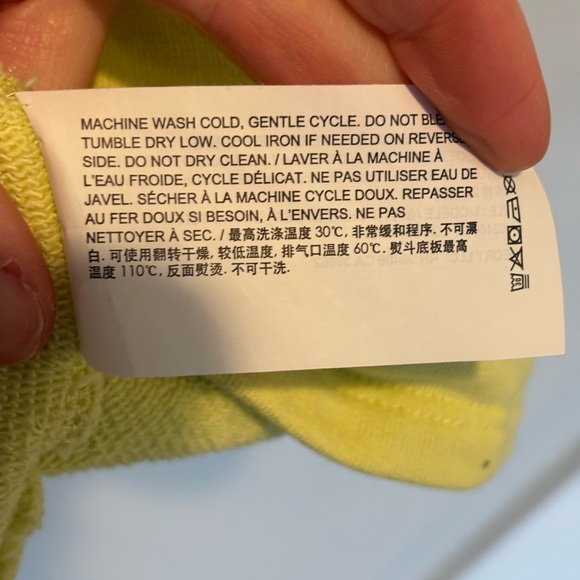 MACHINE WASH COLD, GENTLE CYCLE. DO NOT
TUMBLE DRY LOW. COOL IRON IF NEEDED ON
SIDE. DO NOT DRY CLEAN. / LAVER À LA MACHINE À
L'EAU FROIDE, CYCLE DÉLICAT. NE PAS UTILISER EAU DE
JAVEL. SÉCHER À LA MACHINE CYCLE DOUX. REPASSER
AU FER DOUX SI BESOIN, À L'ENVERS. NE PAS
NETTOYER À SEC. / 最高洗涤温度 30℃, 非常缓和程序. 不可漂
白. 可使用翻转干燥, 较低温度, 排气口温度 60℃. 熨斗底板最高
温度 110℃, 反面熨烫. 不可干洗.